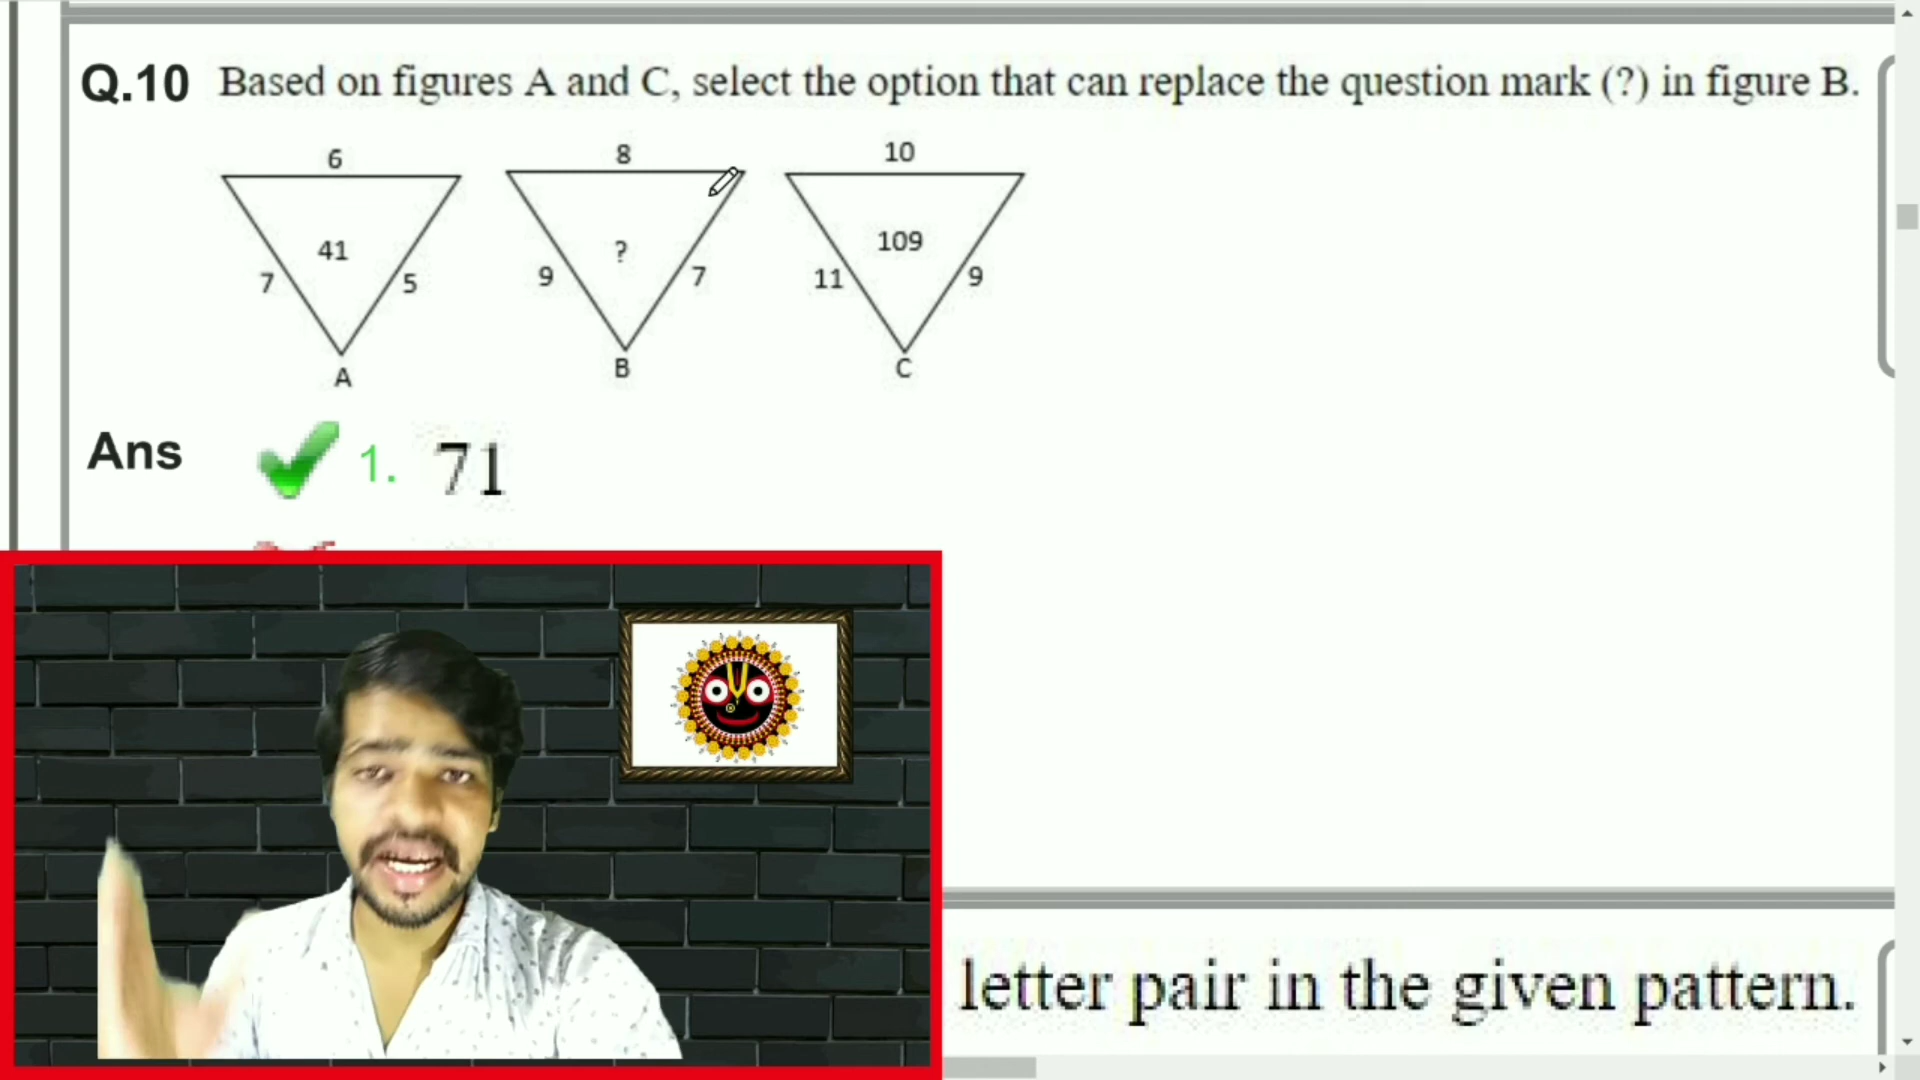 Q.10 Based on figures A and C, select the option that can replace the question mark (?) in figure B.
6
41
7
5
A
8
?
9
7
B
10
109
11
9
C
Ans 1. 71
letter pair in the given pattern.